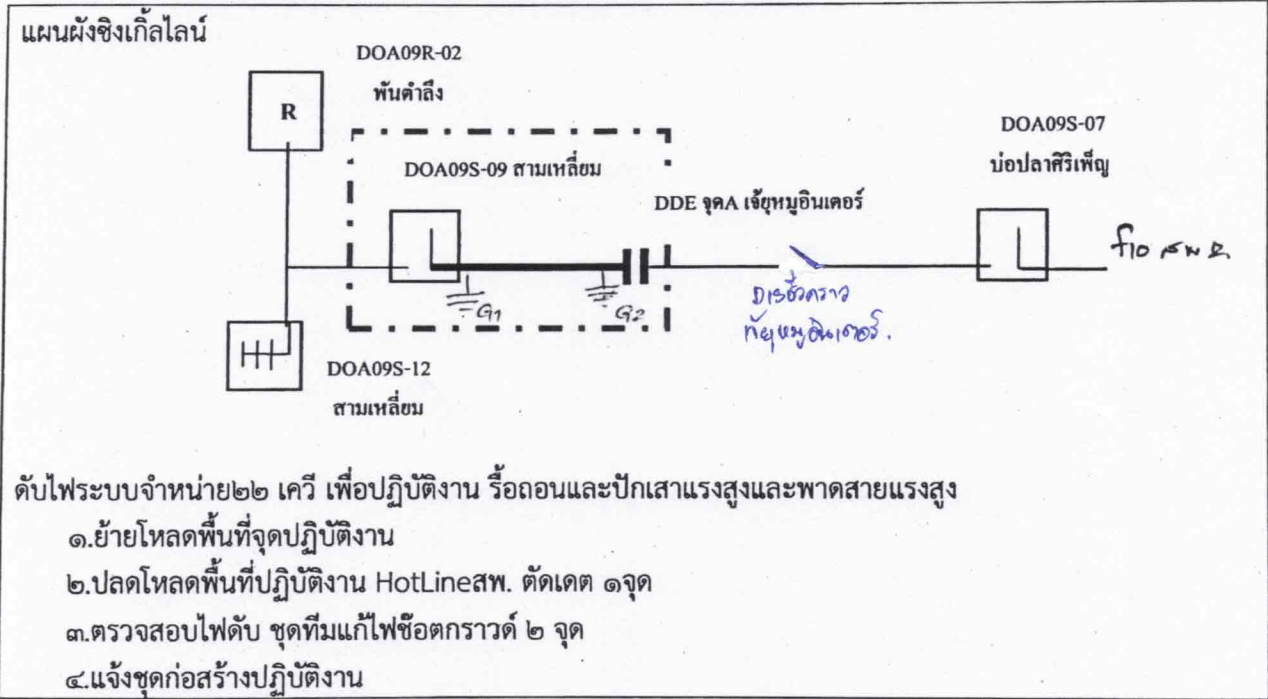 แผนผังซิงเกิ้ลไลน์
DOA09R-02
พันตำลึง
R
DOA09S-07
บ่อปลาศิริเพ็ญ
DOA09S-09 สามเหลี่ยม
DDE จุดA เจ้ยุหมูอินเตอร์
G1
G2
DOA09S-12
สามเหลี่ยม
ดับไฟระบบจำหน่าย๒๒ เควี เพื่อปฏิบัติงาน รื้อถอนและปักเสาแรงสูงและพาดสายแรงสูง
๑.ย้ายโหลดพื้นที่จุดปฏิบัติงาน
๒.ปลดโหลดพื้นที่ปฏิบัติงาน HotLineสพ. ตัดเดต ๑จุด
๓.ตรวจสอบไฟดับ ชุดทีมแก้ไฟช๊อตกราวด์ ๒ จุด
๔.แจ้งชุดก่อสร้างปฏิบัติงาน